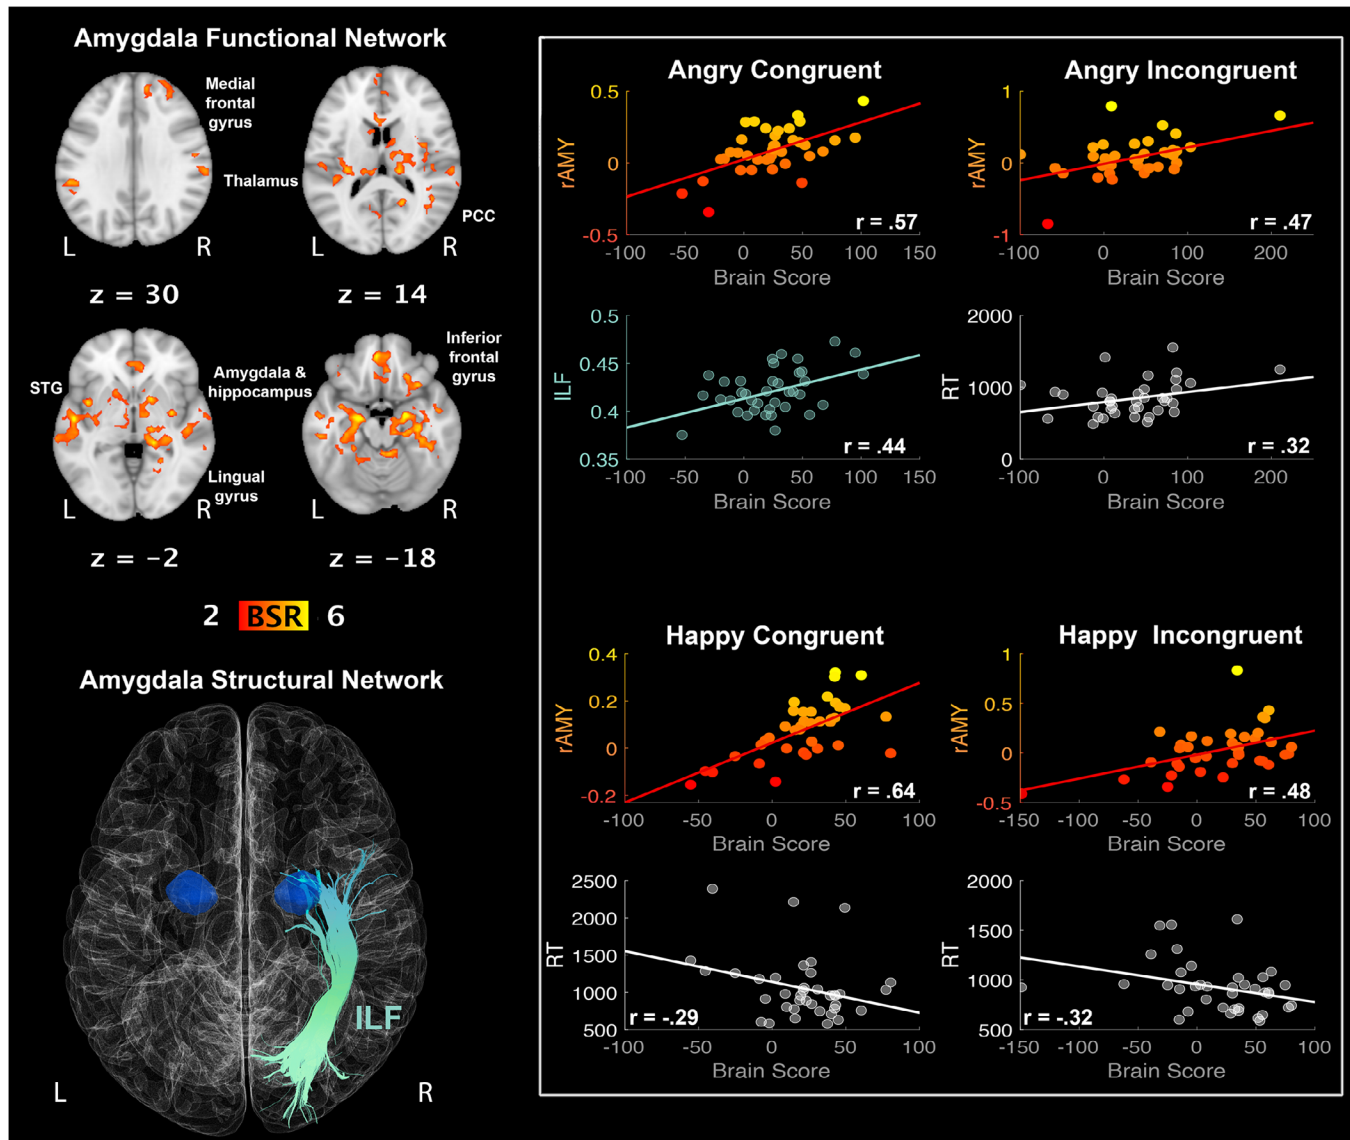 Amygdala Functional Network
Medial
frontal
gyrus
Thalamus
PCC
L R
L R
z = 30
z = 14
STG
Amygdala &
hippocampus
Inferior
frontal
gyrus
Lingual
gyrus
L R
L R
z = -2
z = -18
2 BSR 6
Amygdala Structural Network
ILF
L R
Angry Congruent
0.5
0
-0.5
rAMY
r = .57
-100 -50 0 50 100 150
Brain Score
Angry Incongruent
1
0
-1
rAMY
r = .47
-100 0 100 200
Brain Score
0.5
0.45
0.4
0.35
ILF
r = .44
-100 -50 0 50 100 150
Brain Score
2000
1000
0
RT
r = .32
-100 0 100 200
Brain Score
Happy Congruent
0.4
0.2
0
-0.2
rAMY
r = .64
-100 -50 0 50 100
Brain Score
Happy Incongruent
1
0.5
0
-0.5
rAMY
r = .48
-150 -100 -50 0 50 100
Brain Score
2500
2000
1500
1000
500
RT
r = -.29
-100 -50 0 50 100
Brain Score
2000
1500
1000
500
RT
r = -.32
-150 -100 -50 0 50 100
Brain Score